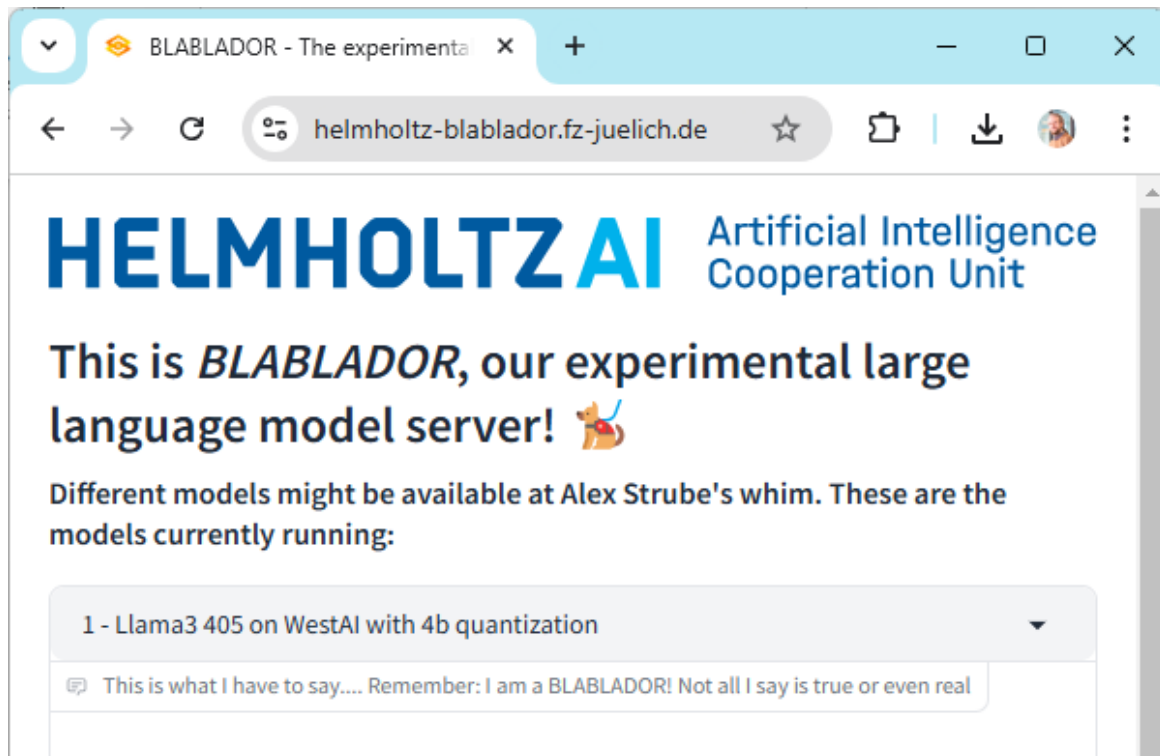 BLABLADOR - The experimenta
helmholtz-blablador.fz-juelich.de
HELMHOLTZ AI Artificial Intelligence
Cooperation Unit
This is BLABLADOR, our experimental large
language model server!
Different models might be available at Alex Strube's whim. These are the
models currently running:
1 - Llama3 405 on WestAI with 4b quantization
This is what I have to say.... Remember: I am a BLABLADOR! Not all I say is true or even real